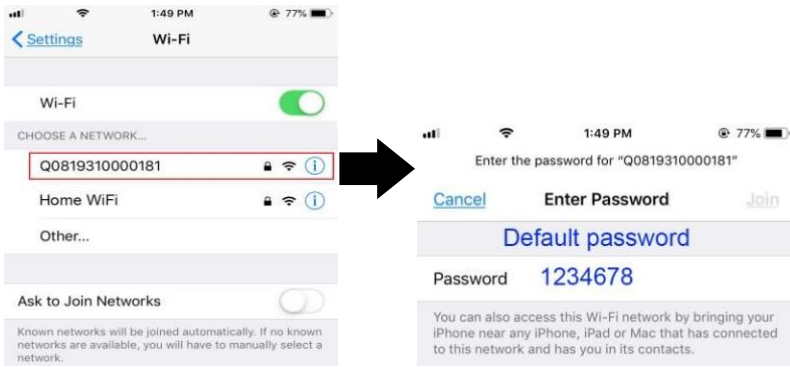 1:49 PM
77%
Settings
Wi-Fi
Wi-Fi
CHOOSE A NETWORK...
Q0819310000181
Home WiFi
Other...
Ask to Join Networks
Known networks will be joined automatically. If no known
networks are available, you will have to manually select a
network.
1:49 PM
77%
Enter the password for “Q0819310000181”
Cancel
Enter Password
Join
Default password
Password 1234678
You can also access this Wi-Fi network by bringing your
iPhone near any iPhone, iPad or Mac that has connected
to this network and has you in its contacts.